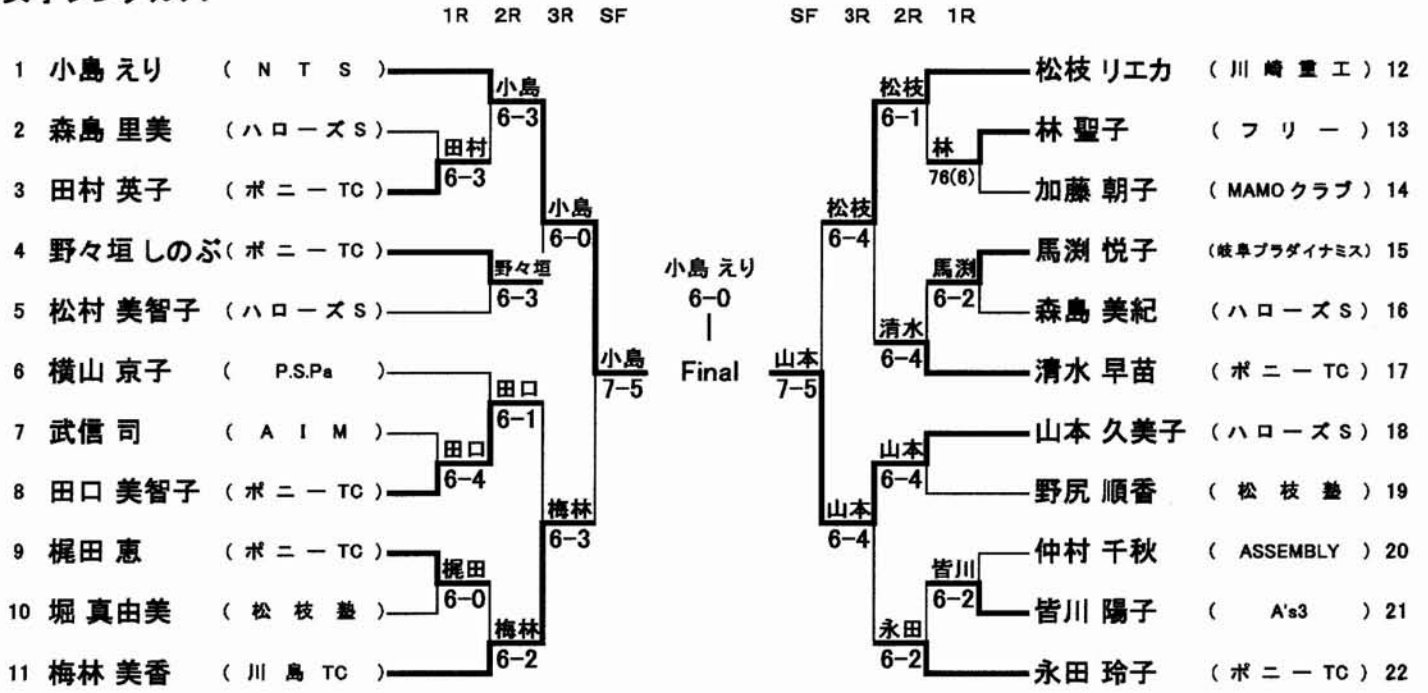 1R 2R 3R SF SF 3R 2R 1R
1 小島 えり ( N T S )
2 森島 里美 (ハローズS)
3 田村 英子 (ポニーTC)
4 野々垣 しのぶ (ポニーTC)
5 松村 美智子 (ハローズS)
6 横山 京子 ( P.S.Pa )
7 武信 司 ( A I M )
8 田口 美智子 (ポニーTC)
9 梶田 恵 (ポニーTC)
10 堀 真由美 ( 松 枝 塾 )
11 梅林 美香 ( 川 島 TC )
田村
6-3
田口
6-4
梶田
6-0
小島
6-3
野々垣
6-3
田口
6-1
梅林
6-2
小島
6-0
梅林
6-3
小島
7-5
小島 えり
6-0
Final
山本
7-5
松枝
6-4
山本
6-4
松枝
6-1
清水
6-4
山本
6-4
永田
6-2
林
76(6)
馬渕
6-2
皆川
6-2
松枝 リエカ (川崎重工) 12
林 聖子 ( フ リ ー ) 13
加藤 朝子 (MAMOクラブ) 14
馬渕 悦子 (岐阜プラダイナミス) 15
森島 美紀 (ハローズS) 16
清水 早苗 (ポニーTC) 17
山本 久美子 (ハローズS) 18
野尻 順香 ( 松 枝 塾 ) 19
仲村 千秋 ( ASSEMBLY ) 20
皆川 陽子 ( A's3 ) 21
永田 玲子 (ポニーTC) 22